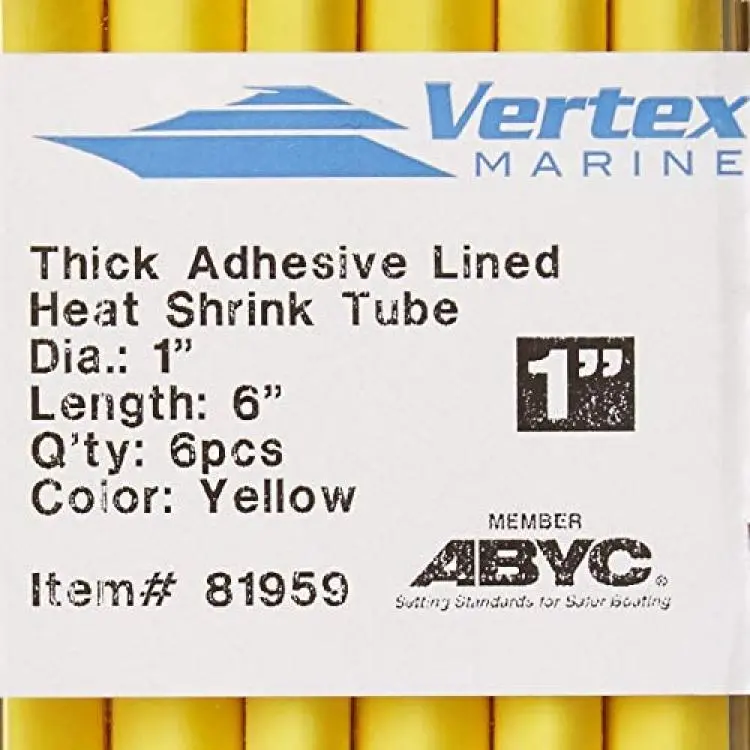 Vertex
MARINE
Thick Adhesive Lined
Heat Shrink Tube
Dia.: 1”
Length: 6”
Q'ty: 6pcs
Color: Yellow
1”
Item# 81959
MEMBER
ABYC®
Setting Standards for Safer Boating